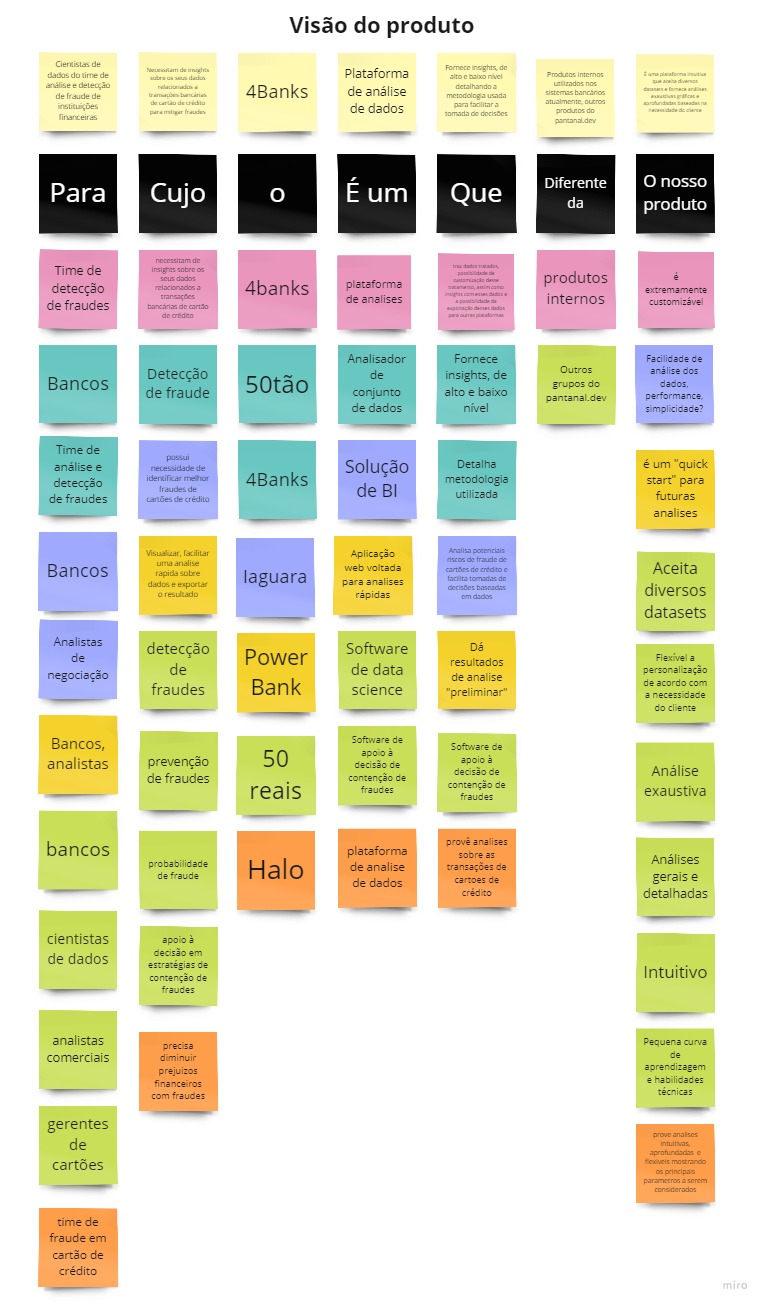 Visão do produto
Cientistas de
dados do time de
análise e detecção
de fraude de
instituições
financeiras
Necessitam de insights
sobre os seus dados
relacionados a
transações bancárias
de cartão de crédito
para mitigar fraudes
4Banks
Plataforma
de análise
de dados
Fornece insights, de
alto e baixo nível
detalhando a
metodologia usada
para facilitar a
tomada de decisões
Produtos internos
utilizados nos
sistemas bancários
atualmente, outros
produtos do
pantanal.dev
É uma plataforma intuitiva
que aceita diversos
datasets e fornece análises
exaustivas gráficas e
aprofundadas baseadas na
necessidade do cliente
Para
Cujo
o
É um
Que
Diferente
da
O nosso
produto
Time de
detecção
de fraudes
necessitam de
insights sobre os
seus dados
relacionados a
transações
bancárias de cartão
de crédito
4banks
plataforma
de analises
traz dados tratados,
possibilidade de
customização desse
tratamento, assim como
insights com esses dados e
a possibilidade da
exportação desses dados
para outras plataformas
produtos
internos
é
extremamente
customizável
Bancos
Detecção
de fraude
50tão
Analisador
de
conjunto
de dados
Fornece
insights, de
alto e baixo
nível
Outros
grupos do
pantanal.dev
Facilidade de
análise dos
dados,
performance,
simplicidade?
Time de
análise e
detecção
de fraudes
possui
necessidade de
identificar melhor
fraudes de
cartões de crédito
4Banks
Solução
de BI
Detalha
metodologia
utilizada
é um "quick
start" para
futuras
analises
Bancos
Visualizar, facilitar
uma analise
rapida sobre
dados e exportar
o resultado
Iaguara
Aplicação
web voltada
para analises
rápidas
Analisa potenciais
riscos de fraude de
cartões de crédito e
facilita tomadas de
decisões baseadas
em dados
Aceita
diversos
datasets
Analistas
de
negociação
detecção
de
fraudes
Power
Bank
Software
de data
science
Dá
resultados
de analise
"preliminar"
Flexível a
personalização
de acordo com
a necessidade
do cliente
Bancos,
analistas
prevenção
de fraudes
50
reais
Software de
apoio à
decisão de
contenção de
fraudes
Software de
apoio à
decisão de
contenção de
fraudes
Análise
exaustiva
bancos
probabilidade
de fraude
Halo
plataforma
de analise
de dados
provê analises
sobre as
transações de
cartoes de
crédito
Análises
gerais e
detalhadas
cientistas
de dados
apoio à
decisão em
estratégias de
contenção de
fraudes
Intuitivo
analistas
comerciais
precisa
diminuir
prejuizos
financeiros
com fraudes
Pequena curva
de
aprendizagem
e habilidades
técnicas
gerentes
de
cartões
prove analises
intuitivas,
aprofundadas e
flexiveis mostrando
os principais
parametros a serem
considerados
time de
fraude em
cartão de
crédito
miro